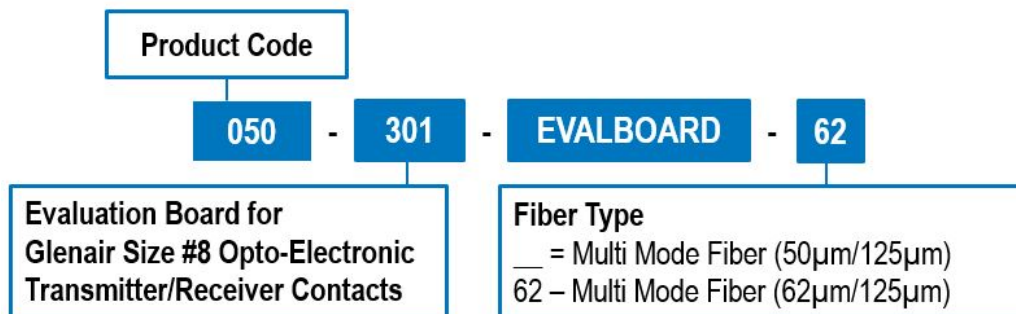 Product Code
050 - 301 - EVALBOARD - 62
Evaluation Board for
Glenair Size #8 Opto-Electronic
Transmitter/Receiver Contacts
Fiber Type
__ = Multi Mode Fiber (50µm/125µm)
62 – Multi Mode Fiber (62µm/125µm)